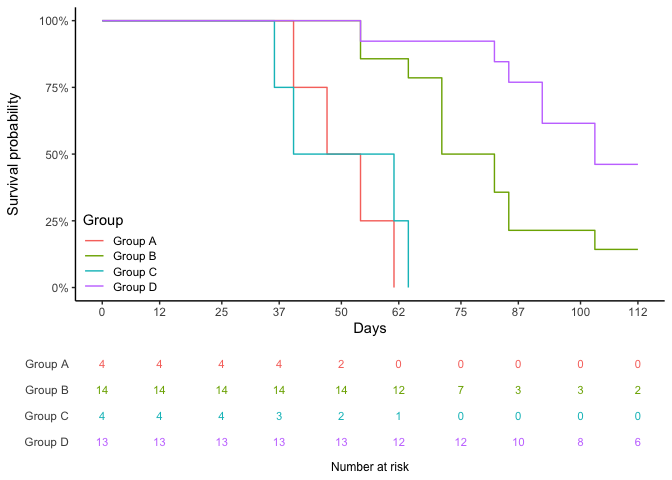 100%
75%
50%
25%
0%
Survival probability
Group
Group A
Group B
Group C
Group D
0 12 25 37 50 62 75 87 100 112
Days
Group A 4 4 4 4 2 0 0 0 0 0
Group B 14 14 14 14 14 12 7 3 3 2
Group C 4 4 4 3 2 1 0 0 0 0
Group D 13 13 13 13 13 12 12 10 8 6
Number at risk